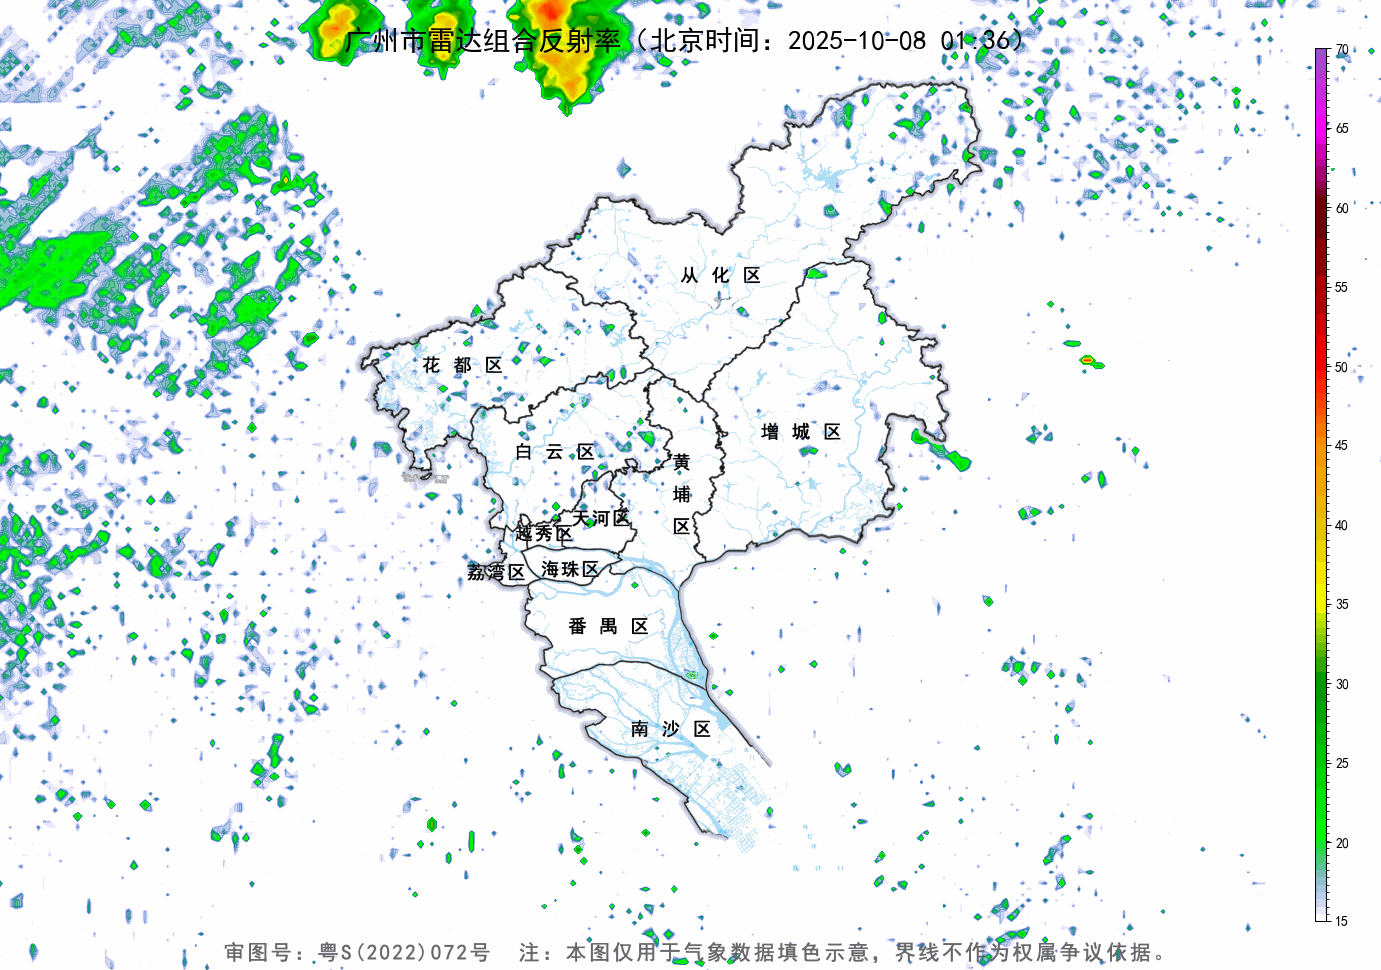 广州市雷达组合反射率（北京时间：2025-10-08 01:36）
70
65
60
55
50
45
40
35
30
25
20
15
从化区
花都区
增城区
白云区
黄埔区
天河区
越秀区
荔湾区
海珠区
番禺区
南沙区
审图号：粤S(2022)072号 注：本图仅用于气象数据填色示意，界线不作为权属争议依据。